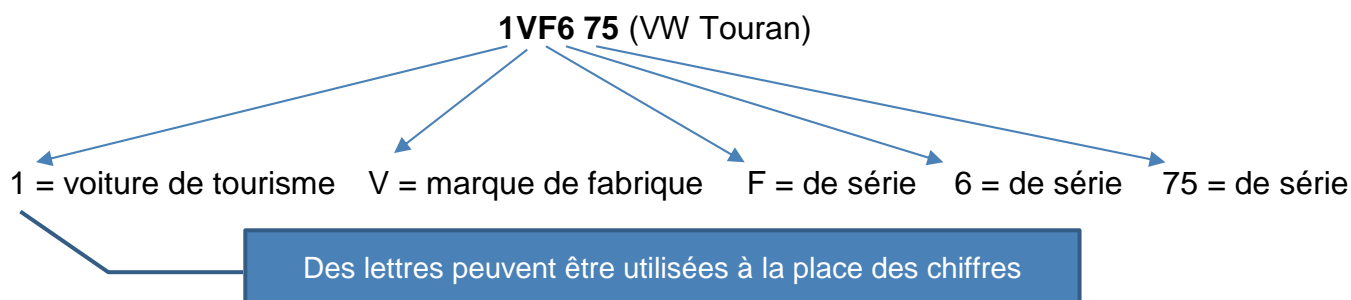 1VF6 75 (VW Touran)
1 = voiture de tourisme V = marque de fabrique F = de série 6 = de série 75 = de série
Des lettres peuvent être utilisées à la place des chiffres